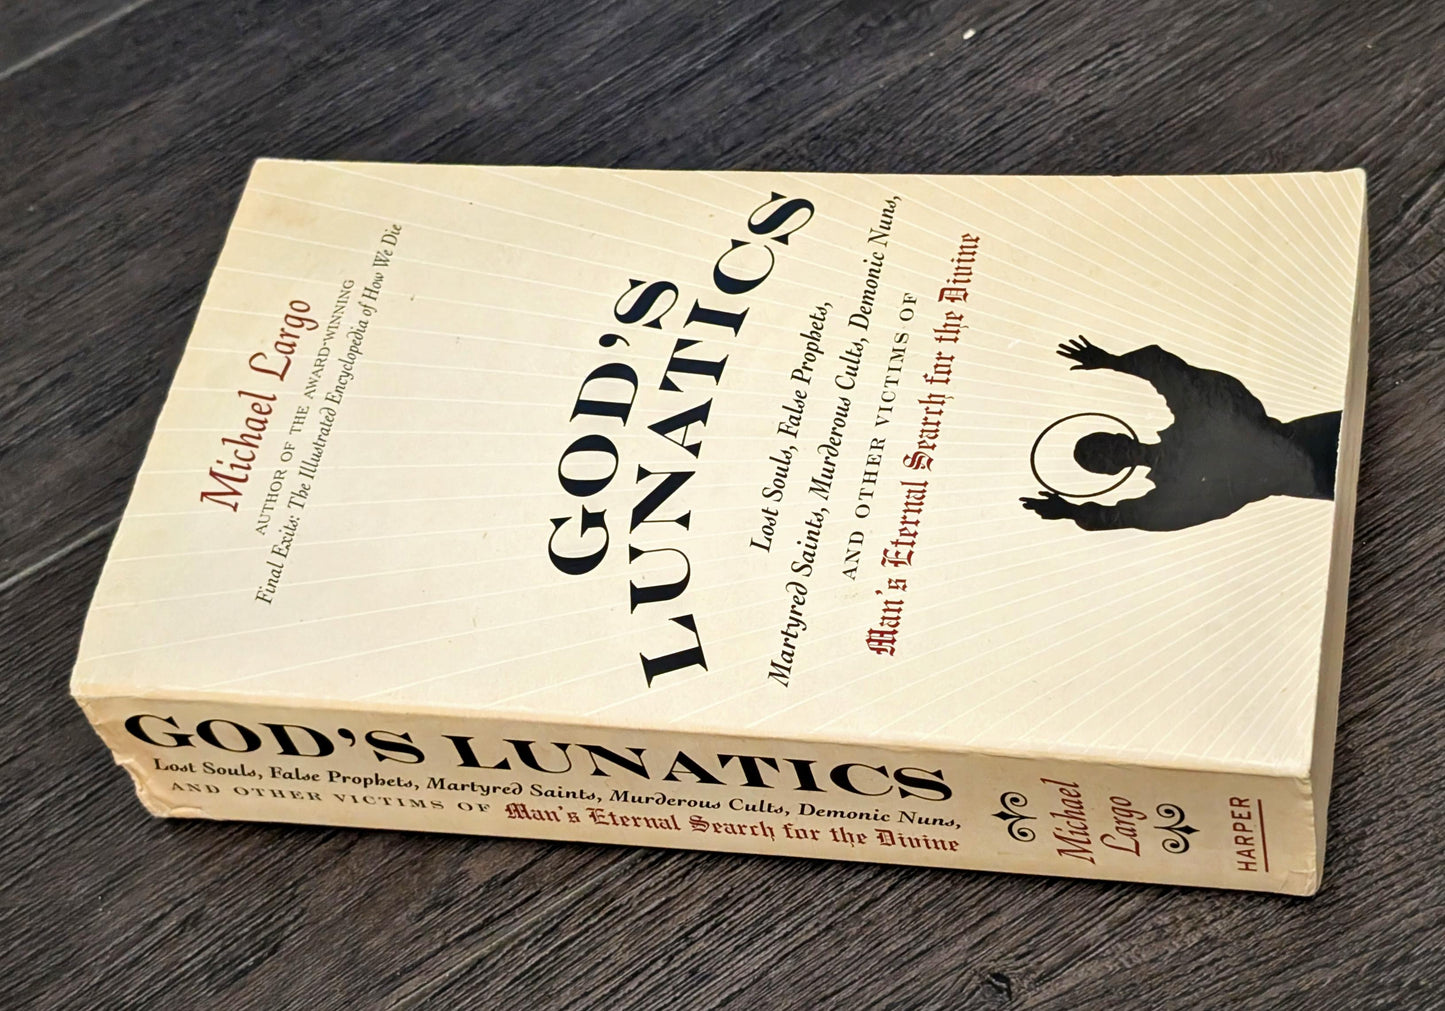 Michael Largo
AUTHOR OF THE AWARD-WINNING
Final Exits: The Illustrated Encyclopedia of How We Die
GOD'S
LUNATICS
Lost Souls, False Prophets,
Martyred Saints, Murderous Cults, Demonic Nuns,
AND OTHER VICTIMS OF
Man's Eternal Search for the Divine
GOD'S LUNATICS
Lost Souls, False Prophets, Martyred Saints, Murderous Cults, Demonic Nuns,
AND OTHER VICTIMS OF Man's Eternal Search for the Divine
Michael
Largo
HARPER